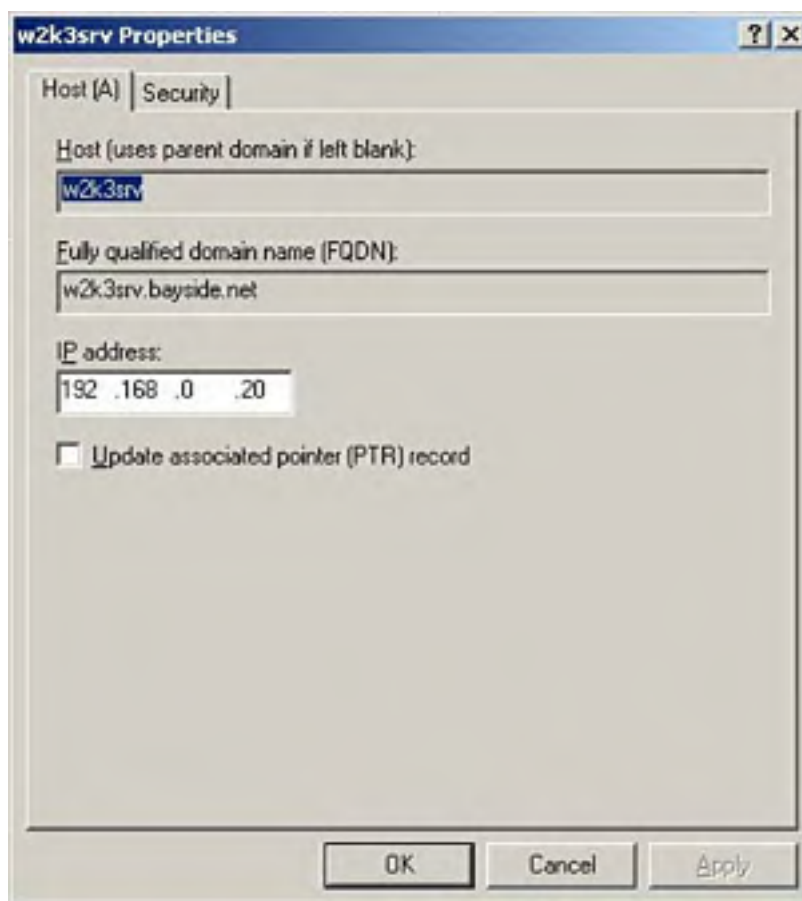 w2k3srv Properties
Host (A) Security
Host (uses parent domain if left blank):
w2k3srv
Fully qualified domain name (FQDN):
w2k3srv.bayside.net
IP address:
192 .168 .0 .20
Update associated pointer (PTR) record
OK Cancel Apply